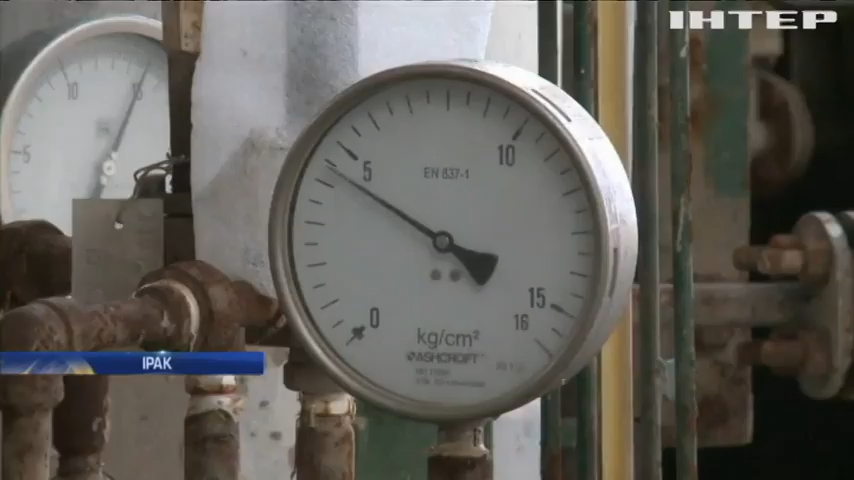 ІНТЕР
10
15
5
5
10
EN 837-1
0
15
16
kg/cm²
ASHCROFT
ІРАК